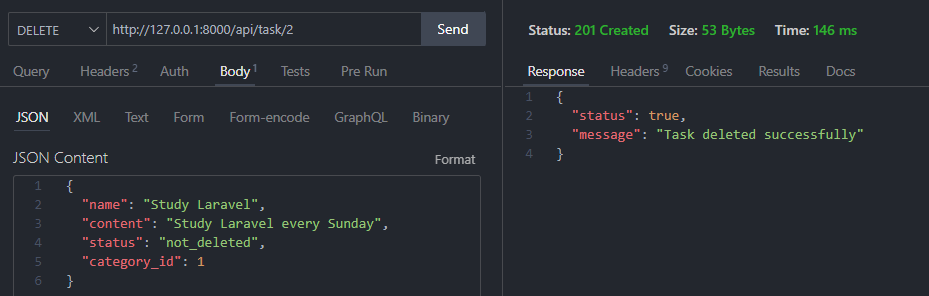 DELETE http://127.0.0.1:8000/api/task/2 Send
Query Headers 2 Auth Body 1 Tests Pre Run
JSON XML Text Form Form-encode GraphQL Binary
JSON Content Format
1 {
2 "name": "Study Laravel",
3 "content": "Study Laravel every Sunday",
4 "status": "not_deleted",
5 "category_id": 1
6 }
Status: 201 Created Size: 53 Bytes Time: 146 ms
Response Headers 9 Cookies Results Docs
1 {
2 "status": true,
3 "message": "Task deleted successfully"
4 }